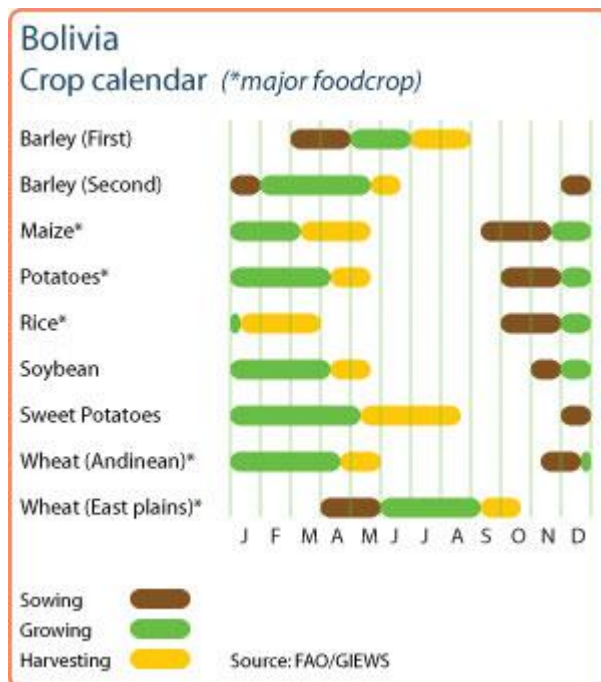 Bolivia
Crop calendar (*major foodcrop)
Barley (First)
Barley (Second)
Maize*
Potatoes*
Rice*
Soybean
Sweet Potatoes
Wheat (Andinean)*
Wheat (East plains)*
J F M A M J J A S O N D
Sowing
Growing
Harvesting
Source: FAO/GIEWS